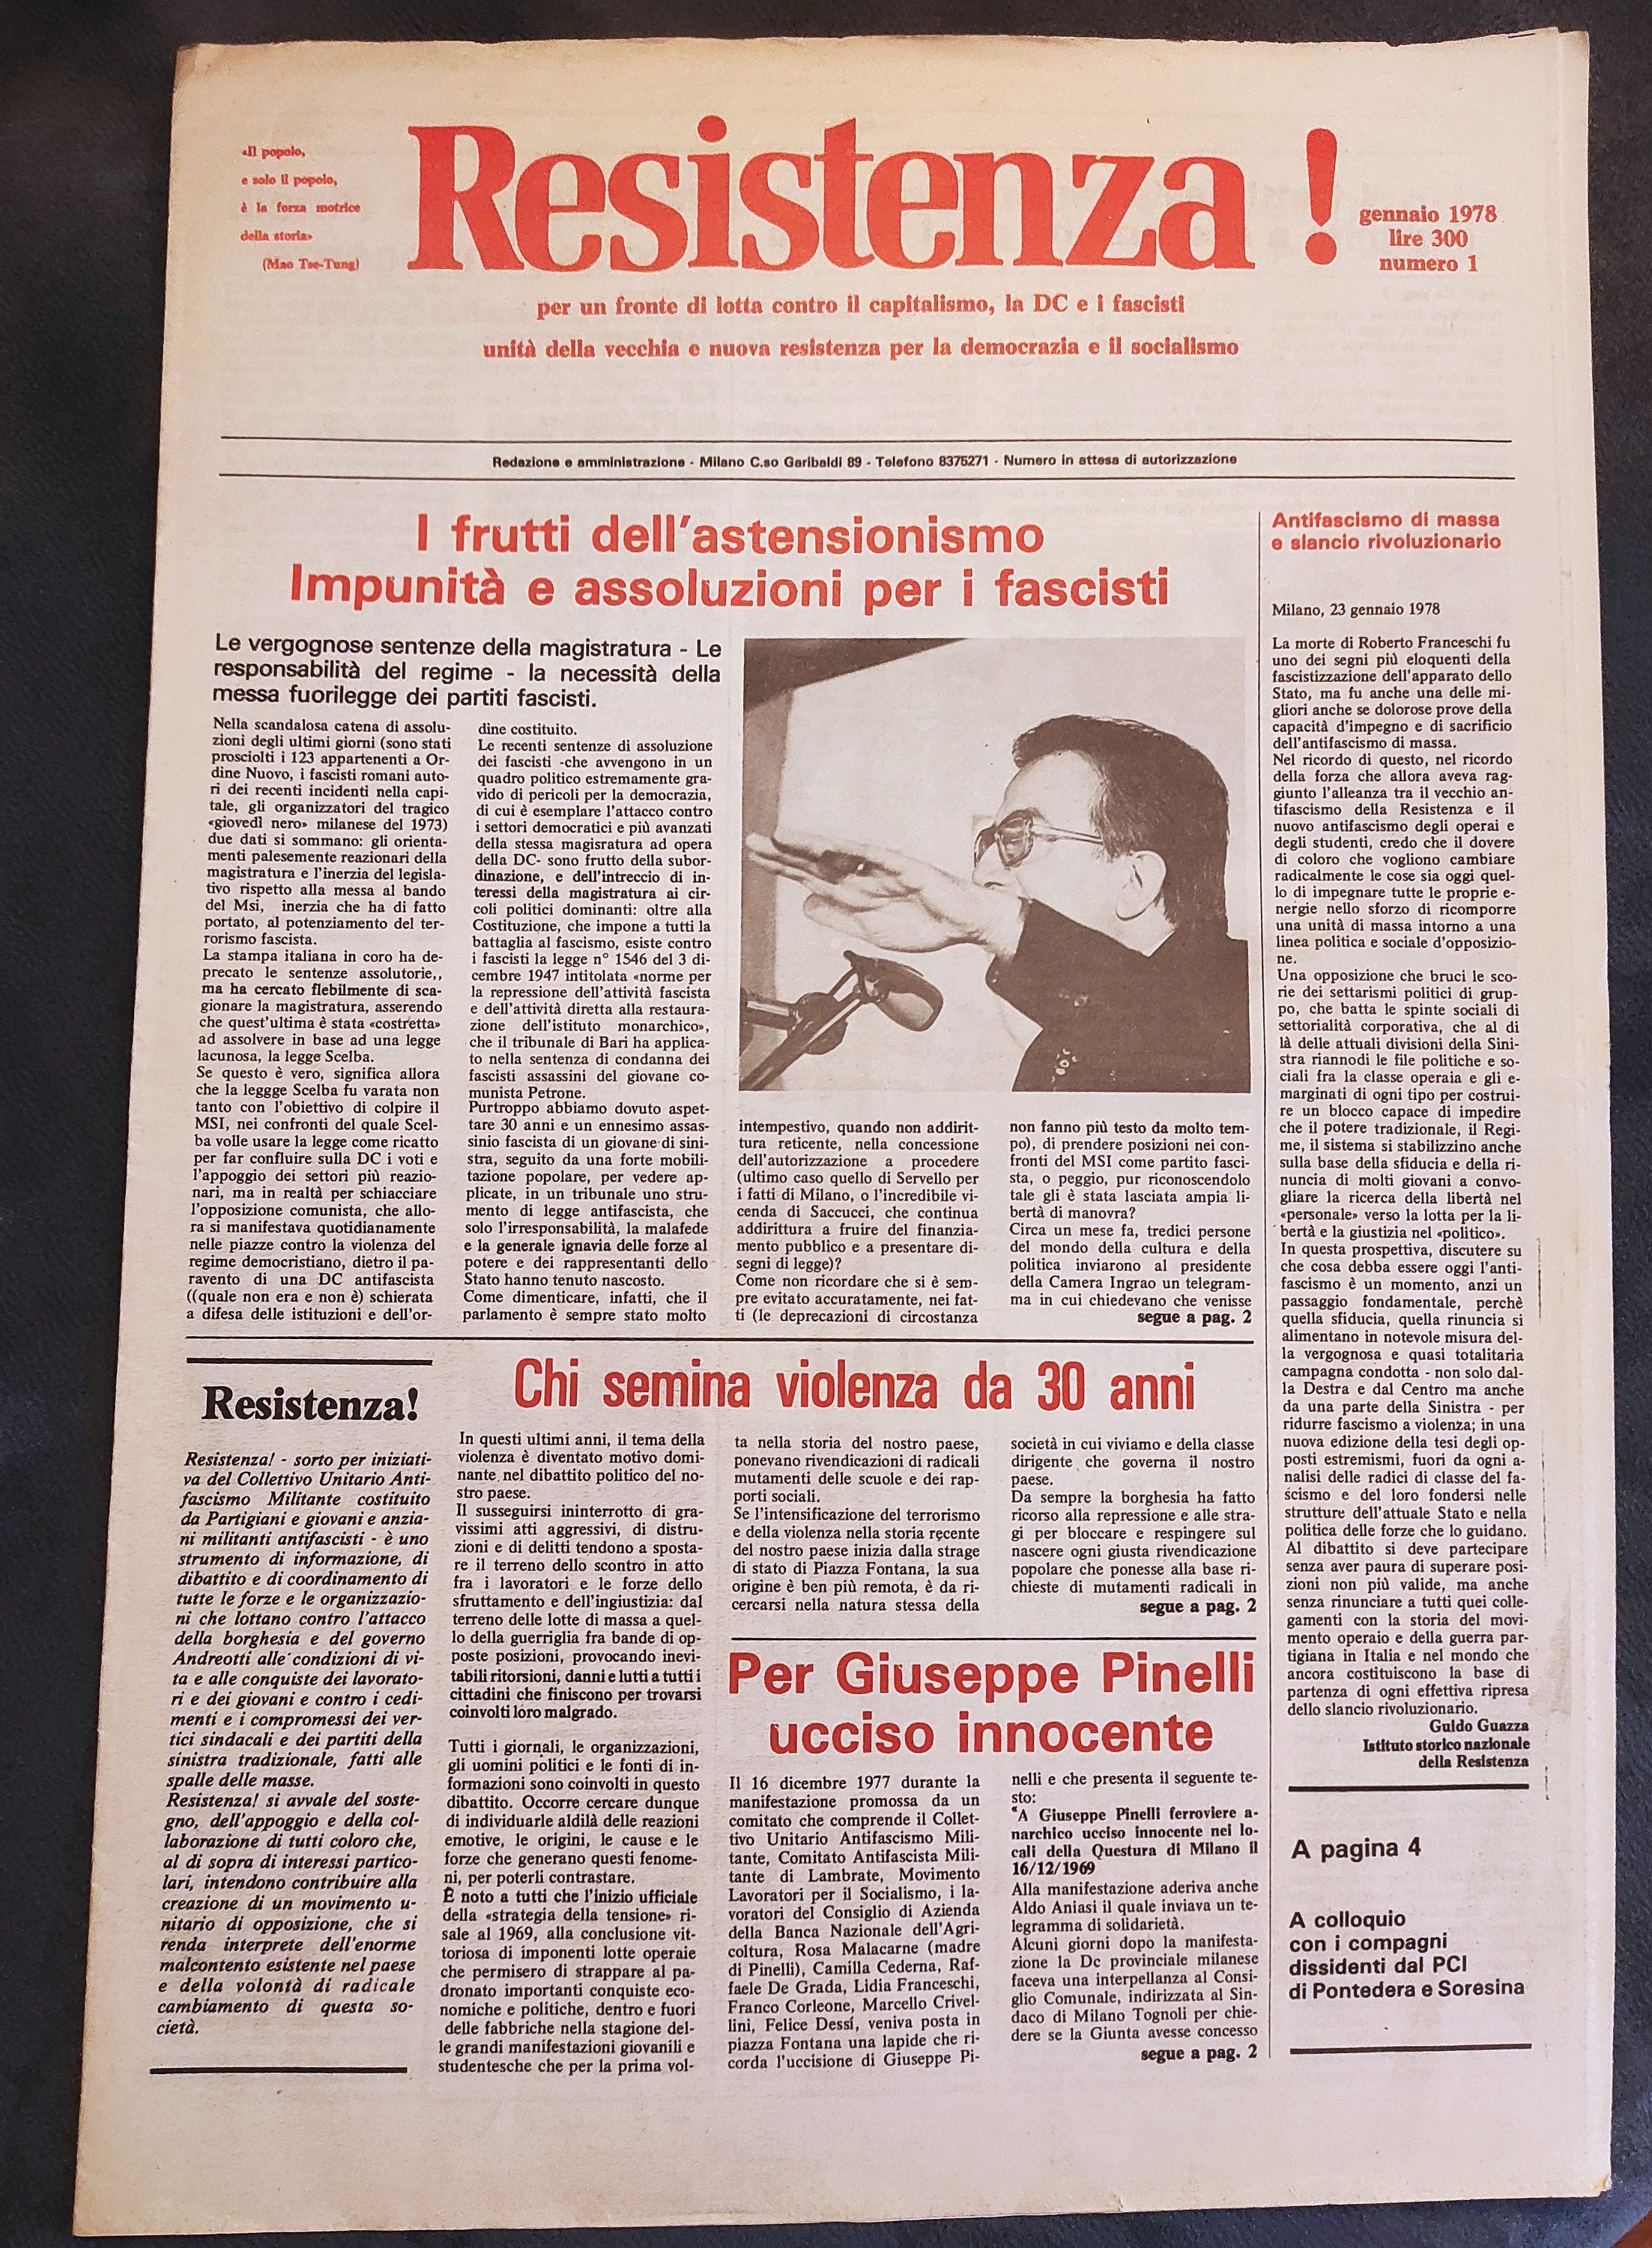 «Il popolo,
e solo il popolo,
è la forza motrice
della storia»
(Mao Tse-Tung)
Resistenza !
gennaio 1978
lire 300
numero 1
per un fronte di lotta contro il capitalismo, la DC e i fascisti
unità della vecchia e nuova resistenza per la democrazia e il socialismo
Redazione e amministrazione - Milano C.so Garibaldi 89 - Telefono 8375271 - Numero in attesa di autorizzazione
I frutti dell'astensionismo
Impunità e assoluzioni per i fascisti
Le vergognose sentenze della magistratura - Le
responsabilità del regime - la necessità della
messa fuorilegge dei partiti fascisti.
Nella scandalosa catena di assolu-
zioni degli ultimi giorni (sono stati
prosciolti i 123 appartenenti a Or-
dine Nuovo, i fascisti romani auto-
ri dei recenti incidenti nella capi-
tale, gli organizzatori del tragico
«giovedì nero» milanese del 1973)
due dati si sommano: gli orienta-
menti palesemente reazionari della
magistratura e l'inerzia del legisla-
tivo rispetto alla messa al bando
del Msi, inerzia che ha di fatto
portato, al potenziamento del ter-
rorismo fascista.
La stampa italiana in coro ha de-
precato le sentenze assolutorie,,
ma ha cercato flebilmente di sca-
gionare la magistratura, asserendo
che quest'ultima è stata «costretta»
ad assolvere in base ad una legge
lacunosa, la legge Scelba.
Se questo è vero, significa allora
che la leggge Scelba fu varata non
tanto con l'obiettivo di colpire il
MSI, nei confronti del quale Scel-
ba volle usare la legge come ricatto
per far confluire sulla DC i voti e
l'appoggio dei settori più reazio-
nari, ma in realtà per schiacciare
l'opposizione comunista, che allo-
ra si manifestava quotidianamente
nelle piazze contro la violenza del
regime democristiano, dietro il pa-
ravento di una DC antifascista
((quale non era e non è) schierata
a difesa delle istituzioni e dell'or-
dine costituito.
Le recenti sentenze di assoluzione
dei fascisti -che avvengono in un
quadro politico estremamente gra-
vido di pericoli per la democrazia,
di cui è esemplare l'attacco contro
i settori democratici e più avanzati
della stessa magisratura ad opera
della DC- sono frutto della subor-
dinazione, e dell'intreccio di in-
teressi della magistratura ai cir-
coli politici dominanti: oltre alla
Costituzione, che impone a tutti la
battaglia al fascismo, esiste contro
i fascisti la legge n° 1546 del 3 di-
cembre 1947 intitolata «norme per
la repressione dell'attività fascista
e dell'attività diretta alla restaura-
zione dell'istituto monarchico»,
che il tribunale di Bari ha applica-
to nella sentenza di condanna dei
fascisti assassini del giovane co-
munista Petrone.
Purtroppo abbiamo dovuto aspet-
tare 30 anni e un ennesimo assas-
sinio fascista di un giovane di sini-
stra, seguito da una forte mobili-
tazione popolare, per vedere ap-
plicate, in un tribunale uno stru-
mento di legge antifascista, che
solo l'irresponsabilità, la malafede
e la generale ignavia delle forze al
potere e dei rappresentanti dello
Stato hanno tenuto nascosto.
Come dimenticare, infatti, che il
parlamento è sempre stato molto
intempestivo, quando non addirit-
tura reticente, nella concessione
dell'autorizzazione a procedere
(ultimo caso quello di Servello per
i fatti di Milano, o l'incredibile vi-
cenda di Saccucci, che continua
addirittura a fruire del finanzia-
mento pubblico e a presentare di-
segni di legge)?
Come non ricordare che si è sem-
pre evitato accuratamente, nei fat-
ti (le deprecazioni di circostanza
non fanno più testo da molto tem-
po), di prendere posizioni nei con-
fronti del MSI come partito fasci-
sta, o peggio, pur riconoscendolo
tale gli è stata lasciata ampia li-
bertà di manovra?
Circa un mese fa, tredici persone
del mondo della cultura e della
politica inviarono al presidente
della Camera Ingrao un telegram-
ma in cui chiedevano che venisse
segue a pag. 2
Antifascismo di massa
e slancio rivoluzionario
Milano, 23 gennaio 1978
La morte di Roberto Franceschi fu
uno dei segni più eloquenti della
fascistizzazione dell'apparato dello
Stato, ma fu anche una delle mi-
gliori anche se dolorose prove della
capacità d'impegno e di sacrificio
dell'antifascismo di massa.
Nel ricordo di questo, nel ricordo
della forza che allora aveva rag-
giunto l'alleanza tra il vecchio an-
tifascismo della Resistenza e il
nuovo antifascismo degli operai e
degli studenti, credo che il dovere
di coloro che vogliono cambiare
radicalmente le cose sia oggi quel-
lo di impegnare tutte le proprie e-
nergie nello sforzo di ricomporre
una unità di massa intorno a una
linea politica e sociale d'opposizio-
ne.
Una opposizione che bruci le sco-
rie dei settarismi politici di grup-
po, che batta le spinte sociali di
settorialità corporativa, che al di
là delle attuali divisioni della Sini-
stra riannodi le file politiche e so-
ciali fra la classe operaia e gli e-
marginati di ogni tipo per costrui-
re un blocco capace di impedire
che il potere tradizionale, il Regi-
me, il sistema si stabilizzino anche
sulla base della sfiducia e della ri-
nuncia di molti giovani a convo-
gliare la ricerca della libertà nel
«personale» verso la lotta per la li-
bertà e la giustizia nel «politico».
In questa prospettiva, discutere su
che cosa debba essere oggi l'anti-
fascismo è un momento, anzi un
passaggio fondamentale, perchè
quella sfiducia, quella rinuncia si
alimentano in notevole misura del-
la vergognosa e quasi totalitaria
campagna condotta - non solo dal-
la Destra e dal Centro ma anche
da una parte della Sinistra - per
ridurre fascismo a violenza; in una
nuova edizione della tesi degli op-
posti estremismi, fuori da ogni a-
nalisi delle radici di classe del fa-
scismo e del loro fondersi nelle
strutture dell'attuale Stato e nella
politica delle forze che lo guidano.
Al dibattito si deve partecipare
senza aver paura di superare posi-
zioni non più valide, ma anche
senza rinunciare a tutti quei colle-
gamenti con la storia del movi-
mento operaio e della guerra par-
tigiana in Italia e nel mondo che
ancora costituiscono la base di
partenza di ogni effettiva ripresa
dello slancio rivoluzionario.
Guido Guazza
Istituto storico nazionale
della Resistenza
Resistenza!
Resistenza! - sorto per iniziati-
va del Collettivo Unitario Anti-
fascismo Militante costituito
da Partigiani e giovani e anzia-
ni militanti antifascisti - è uno
strumento di informazione, di
dibattito e di coordinamento di
tutte le forze e le organizzazio-
ni che lottano contro l'attacco
della borghesia e del governo
Andreotti alle condizioni di vi-
ta e alle conquiste dei lavorato-
ri e dei giovani e contro i cedi-
menti e i compromessi dei ver-
tici sindacali e dei partiti della
sinistra tradizionale, fatti alle
spalle delle masse.
Resistenza! si avvale del soste-
gno, dell'appoggio e della col-
laborazione di tutti coloro che,
al di sopra di interessi partico-
lari, intendono contribuire alla
creazione di un movimento u-
nitario di opposizione, che si
renda interprete dell'enorme
malcontento esistente nel paese
e della volontà di radicale
cambiamento di questa so-
cietà.
Chi semina violenza da 30 anni
In questi ultimi anni, il tema della
violenza è diventato motivo domi-
nante nel dibattito politico del no-
stro paese.
Il susseguirsi ininterrotto di gra-
vissimi atti aggressivi, di distru-
zioni e di delitti tendono a sposta-
re il terreno dello scontro in atto
fra i lavoratori e le forze dello
sfruttamento e dell'ingiustizia: dal
terreno delle lotte di massa a quel-
lo della guerriglia fra bande di op-
poste posizioni, provocando inevi-
tabili ritorsioni, danni e lutti a tutti i
cittadini che finiscono per trovarsi
coinvolti loro malgrado.
Tutti i giornali, le organizzazioni,
gli uomini politici e le fonti di in-
formazioni sono coinvolti in questo
dibattito. Occorre cercare dunque
di individuarle aldilà delle reazioni
emotive, le origini, le cause e le
forze che generano questi fenome-
ni, per poterli contrastare.
È noto a tutti che l'inizio ufficiale
della «strategia della tensione» ri-
sale al 1969, alla conclusione vit-
toriosa di imponenti lotte operaie
che permisero di strappare al pa-
dronato importanti conquiste eco-
nomiche e politiche, dentro e fuori
delle fabbriche nella stagione del-
le grandi manifestazioni giovanili e
studentesche che per la prima vol-
ta nella storia del nostro paese,
ponevano rivendicazioni di radicali
mutamenti delle scuole e dei rap-
porti sociali.
Se l'intensificazione del terrorismo
e della violenza nella storia recente
del nostro paese inizia dalla strage
di stato di Piazza Fontana, la sua
origine è ben più remota, è da ri-
cercarsi nella natura stessa della
società in cui viviamo e della classe
dirigente che governa il nostro
paese.
Da sempre la borghesia ha fatto
ricorso alla repressione e alle stra-
gi per bloccare e respingere sul
nascere ogni giusta rivendicazione
popolare che ponesse alla base ri-
chieste di mutamenti radicali in
segue a pag. 2
Per Giuseppe Pinelli
ucciso innocente
Il 16 dicembre 1977 durante la
manifestazione promossa da un
comitato che comprende il Collet-
tivo Unitario Antifascismo Mili-
tante, Comitato Antifascista Mili-
tante di Lambrate, Movimento
Lavoratori per il Socialismo, i la-
voratori del Consiglio di Azienda
della Banca Nazionale dell'Agri-
coltura, Rosa Malacarne (madre
di Pinelli), Camilla Cederna, Raf-
faele De Grada, Lidia Franceschi,
Franco Corleone, Marcello Crivel-
lini, Felice Dessí, veniva posta in
piazza Fontana una lapide che ri-
corda l'uccisione di Giuseppe Pi-
nelli e che presenta il seguente te-
sto:
"A Giuseppe Pinelli ferroviere a-
narchico ucciso innocente nei lo-
cali della Questura di Milano il
16/12/1969
Alla manifestazione aderiva anche
Aldo Aniasi il quale inviava un te-
legramma di solidarietà.
Alcuni giorni dopo la manifesta-
zione la Dc provinciale milanese
faceva una interpellanza al Consi-
glio Comunale, indirizzata al Sin-
daco di Milano Tognoli per chie-
dere se la Giunta avesse concesso
segue a pag. 2
A pagina 4
A colloquio
con i compagni
dissidenti dal PCI
di Pontedera e Soresina